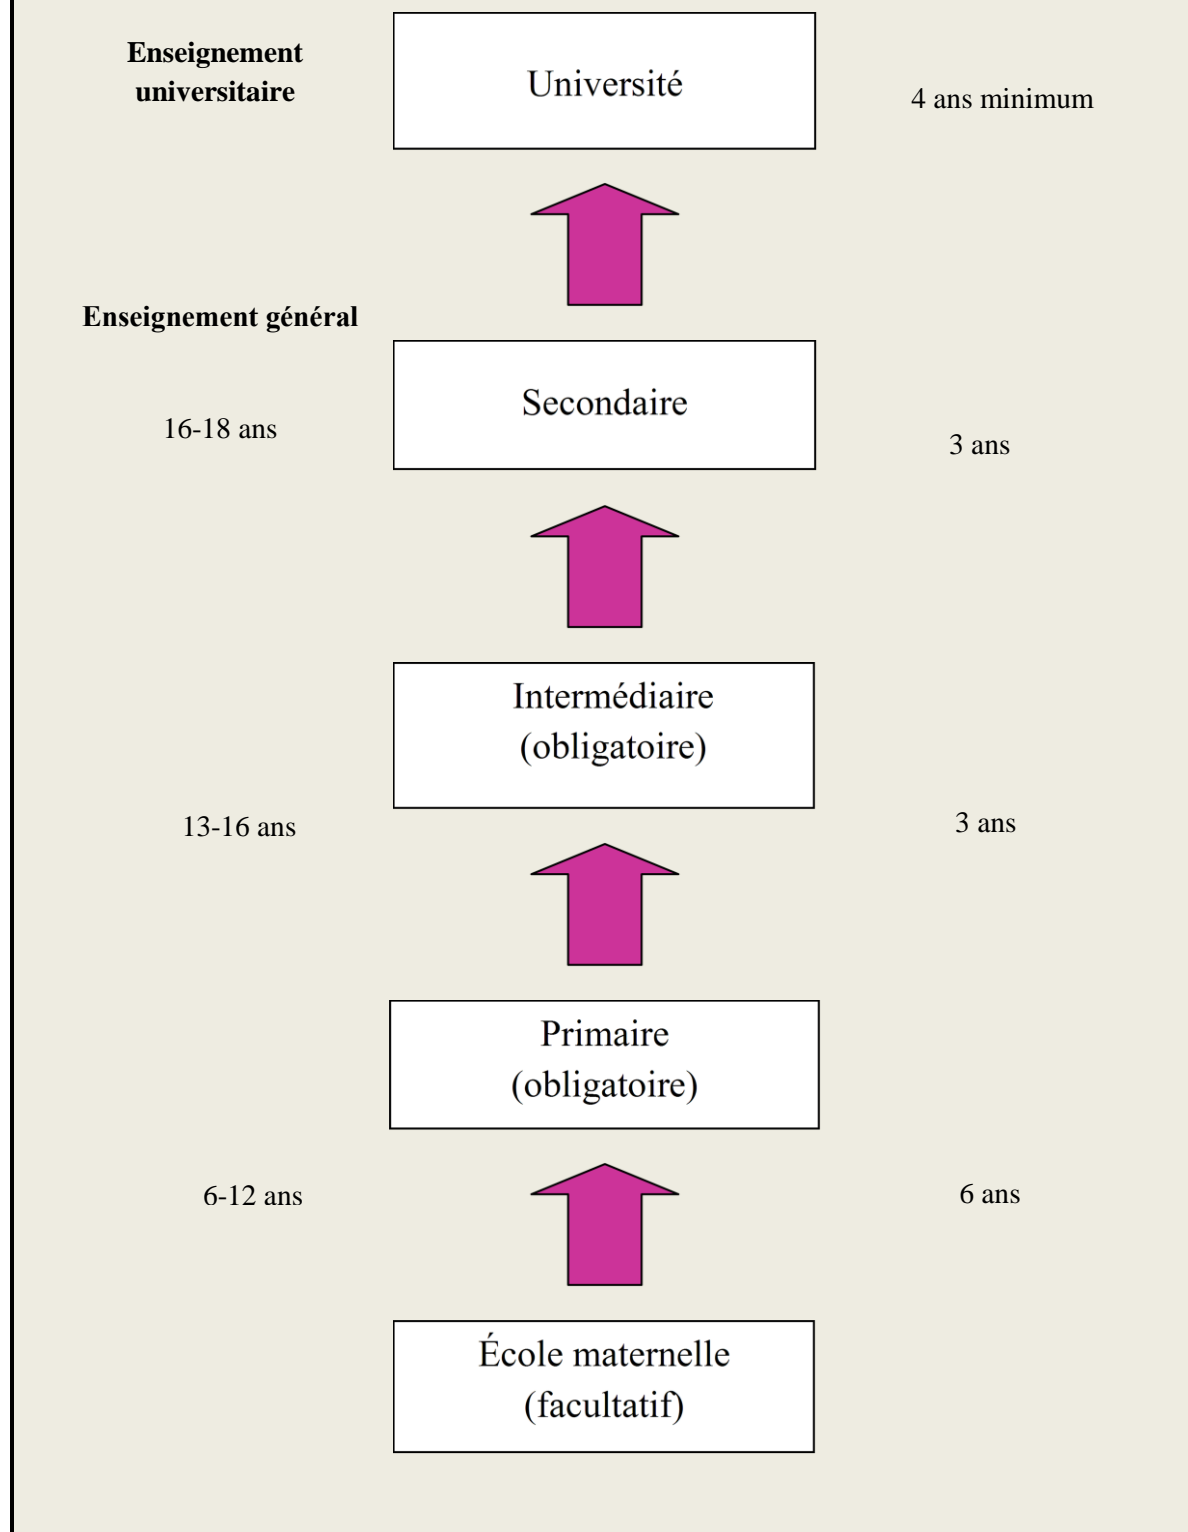 Enseignement
universitaire
Université
4 ans minimum
Enseignement général
Secondaire
16-18 ans
3 ans
Intermédiaire
(obligatoire)
13-16 ans
3 ans
Primaire
(obligatoire)
6-12 ans
6 ans
École maternelle
(facultatif)